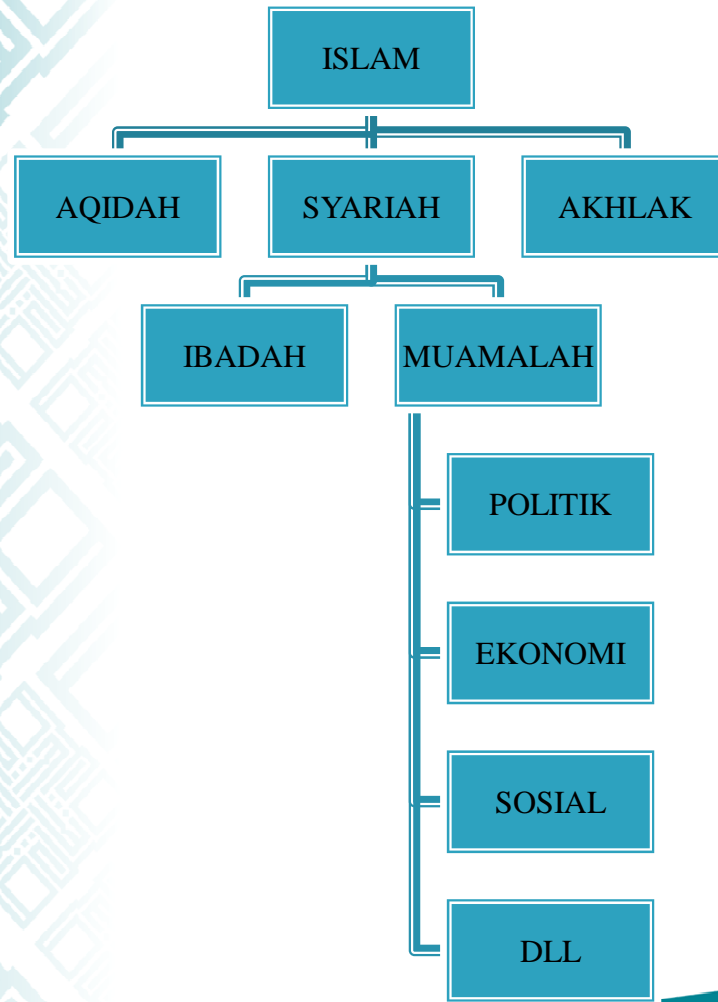 ISLAM
AQIDAH
SYARIAH
AKHLAK
IBADAH
MUAMALAH
POLITIK
EKONOMI
SOSIAL
DLL